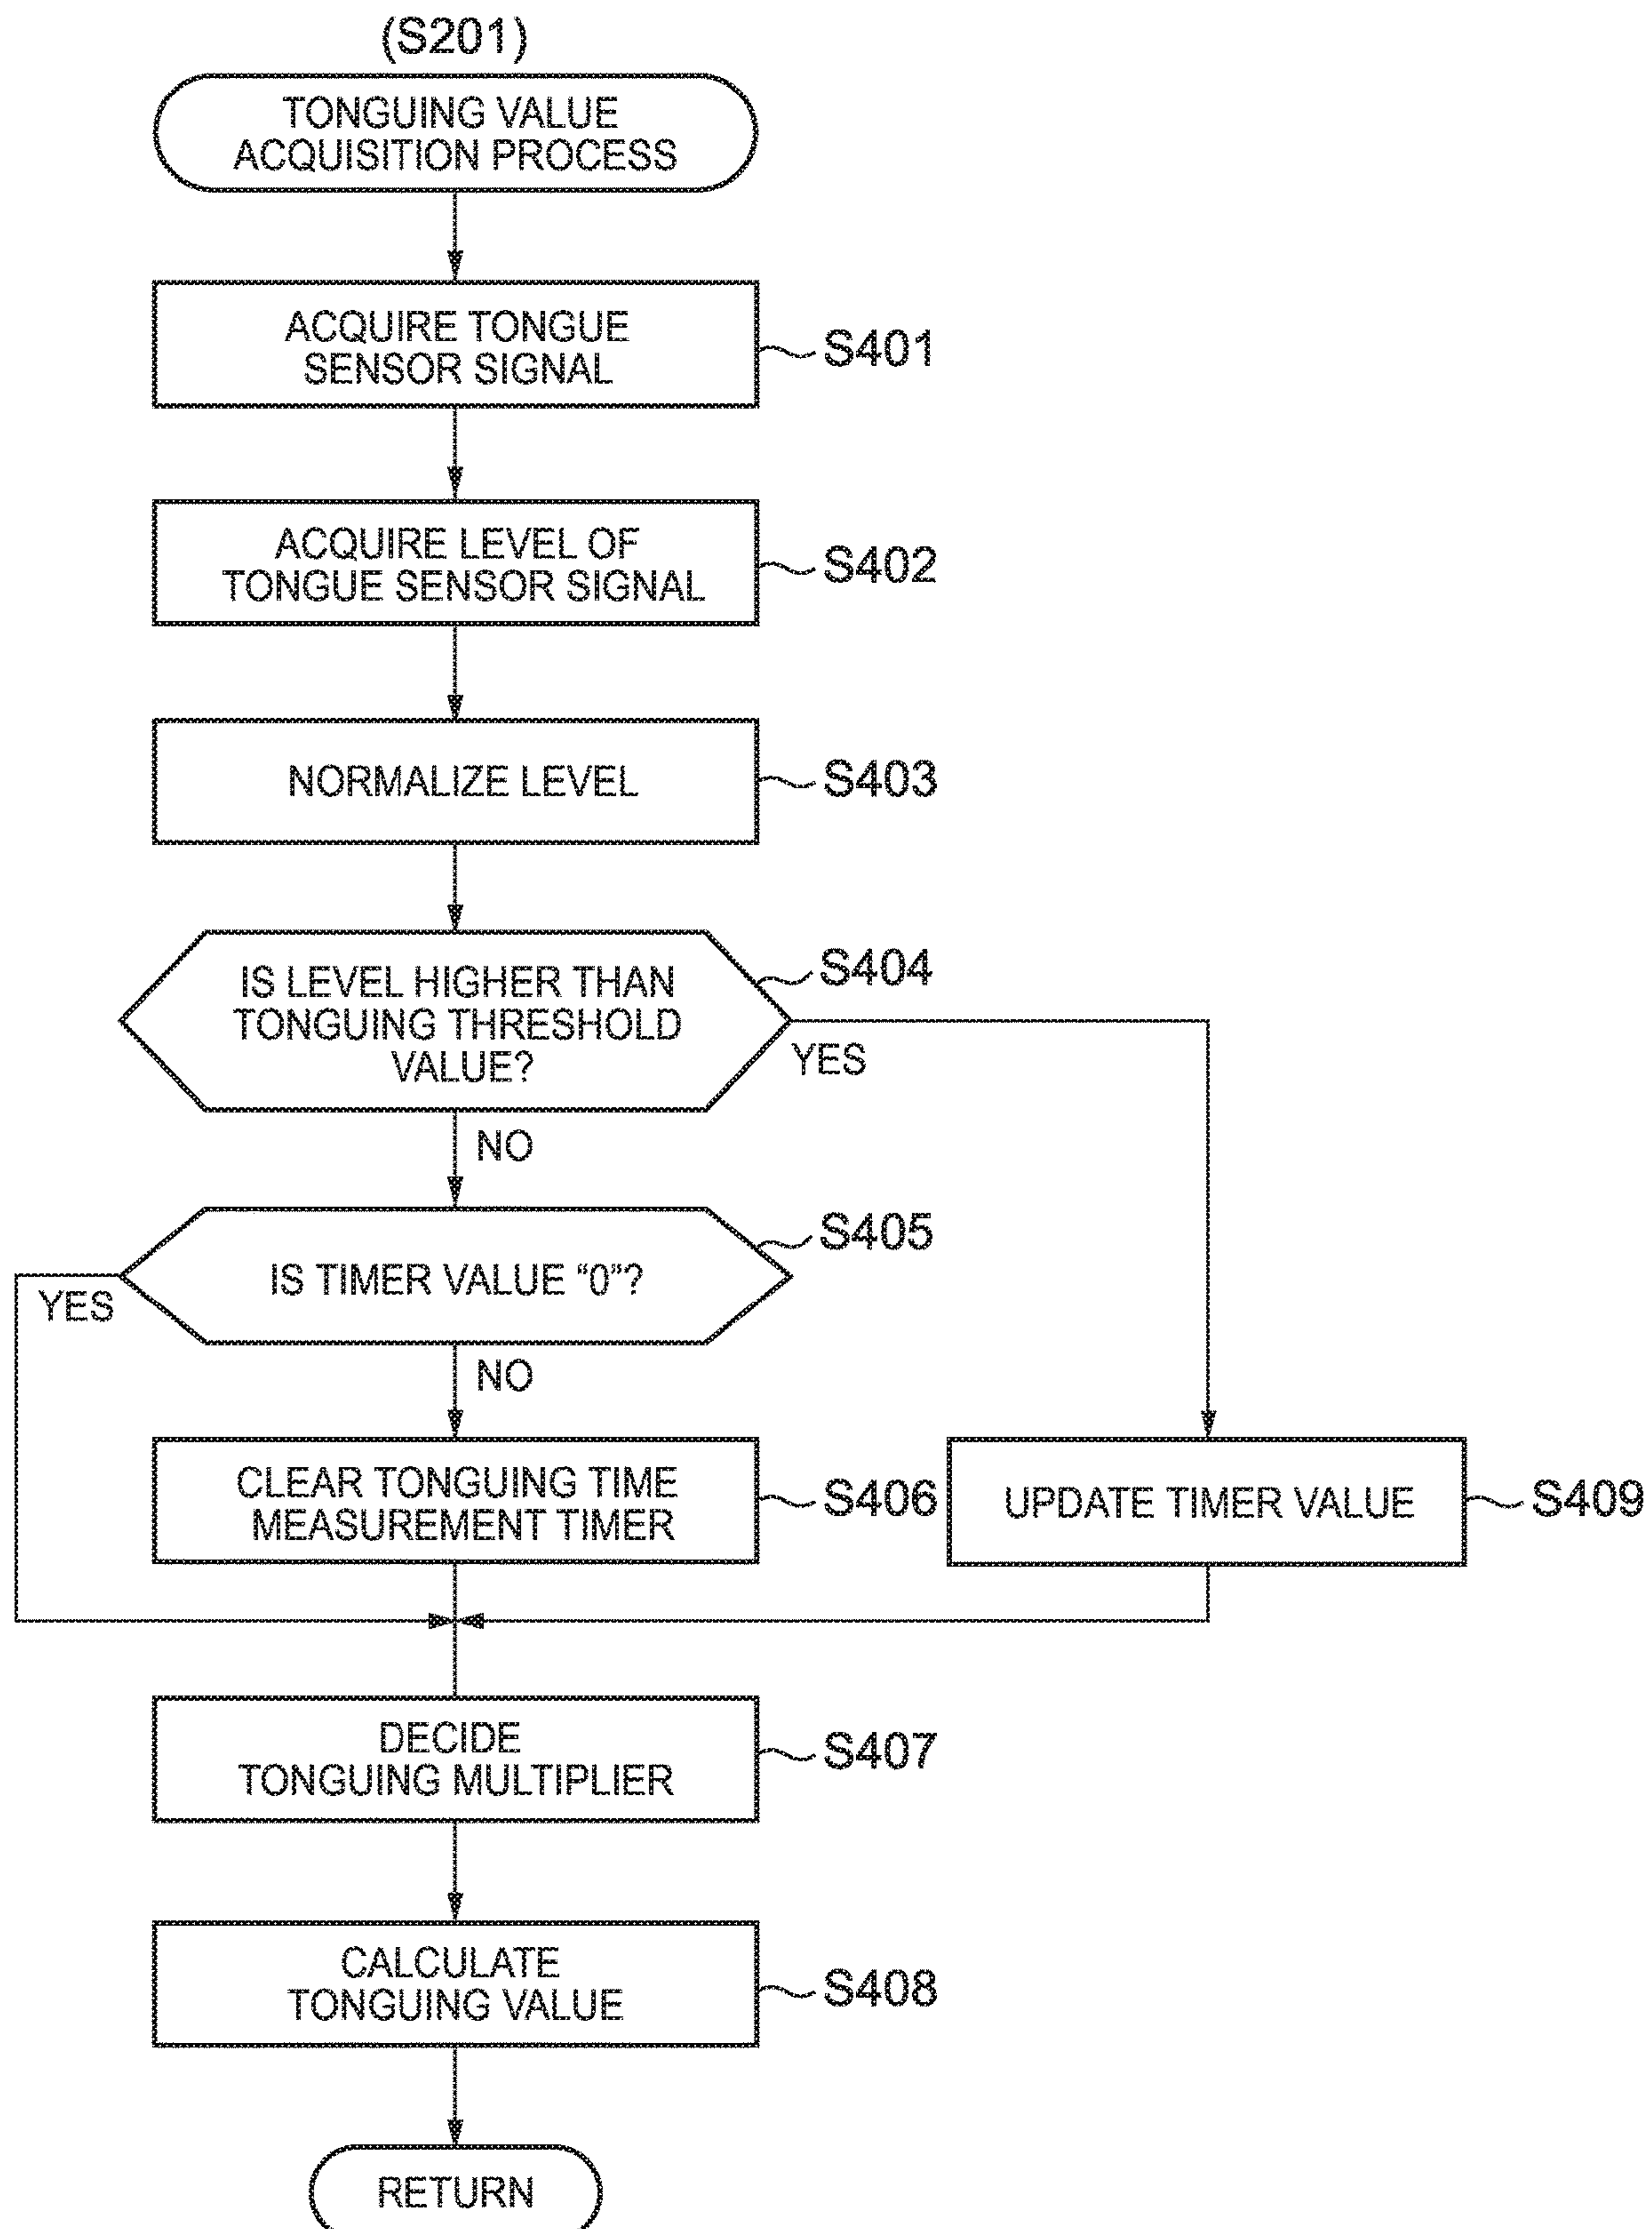 (S201)
TONGUING VALUE
ACQUISITION PROCESS
ACQUIRE TONGUE
SENSOR SIGNAL
S401
ACQUIRE LEVEL OF
TONGUE SENSOR SIGNAL
S402
NORMALIZE LEVEL
S403
IS LEVEL HIGHER THAN
TONGUING THRESHOLD
VALUE?
S404
YES
NO
IS TIMER VALUE “0”?
S405
YES
NO
CLEAR TONGUING TIME
MEASUREMENT TIMER
S406
UPDATE TIMER VALUE
S409
DECIDE
TONGUING MULTIPLIER
S407
CALCULATE
TONGUING VALUE
S408
RETURN